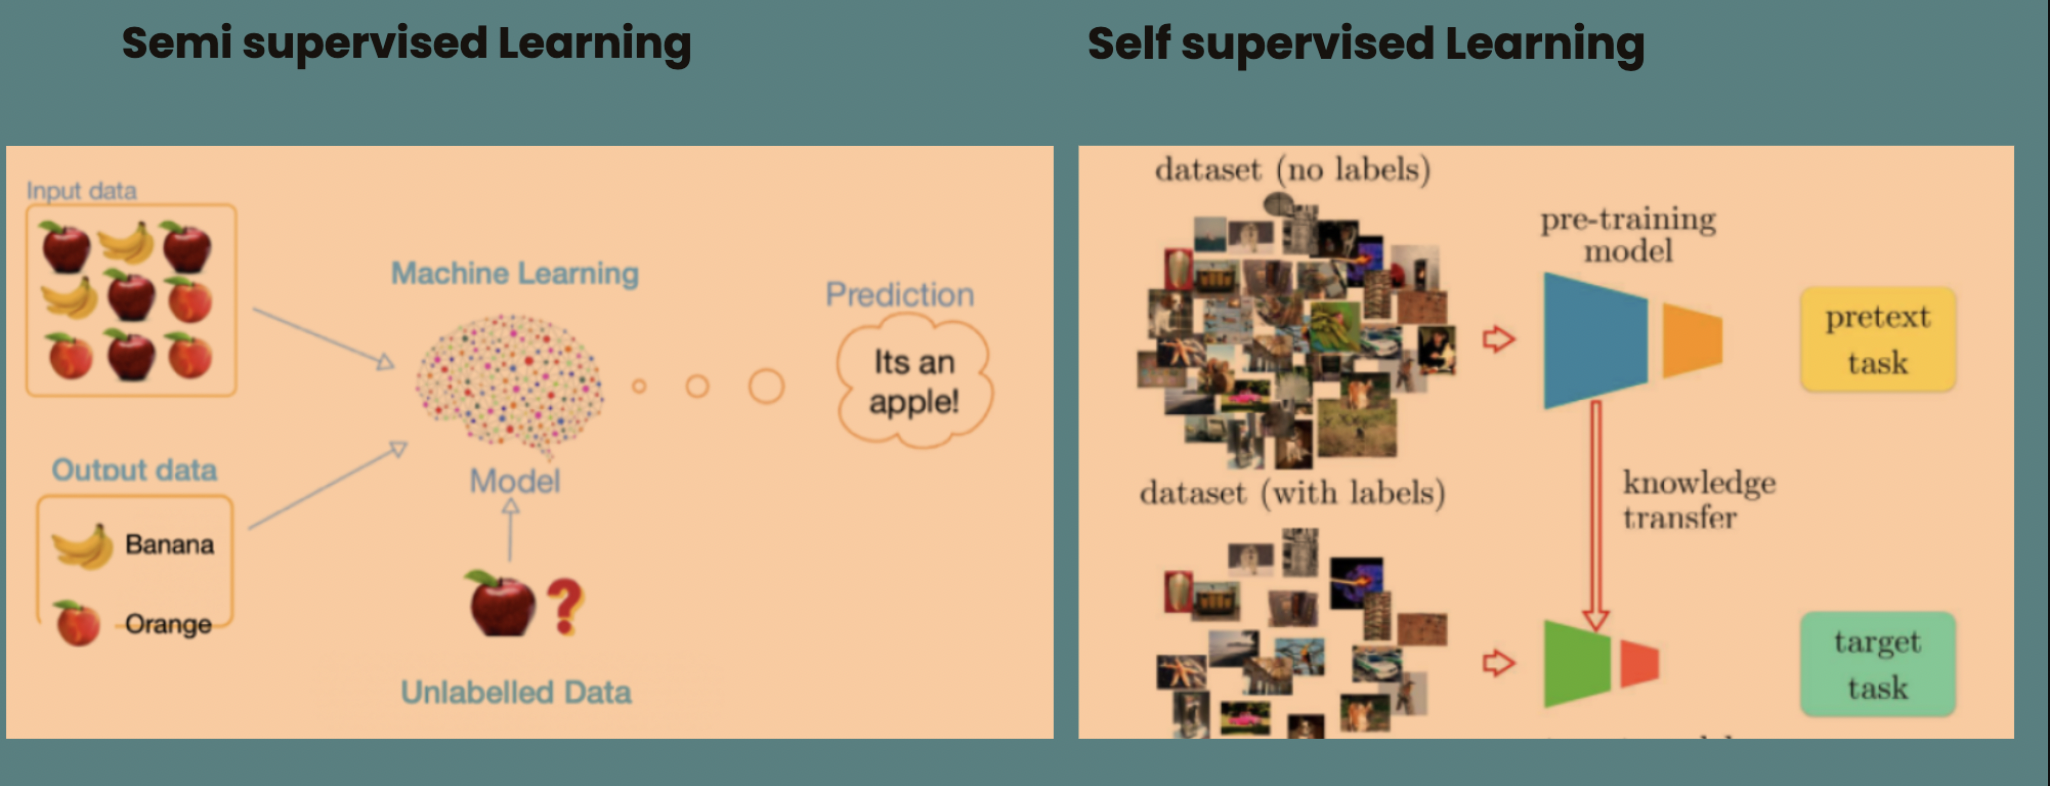 Semi supervised Learning
Self supervised Learning
Input data
Machine Learning
Prediction
Its an
apple!
Output data
Model
Banana
?
Orange
Unlabelled Data
dataset (no labels)
pre-training
model
pretext
task
knowledge
transfer
dataset (with labels)
target
task